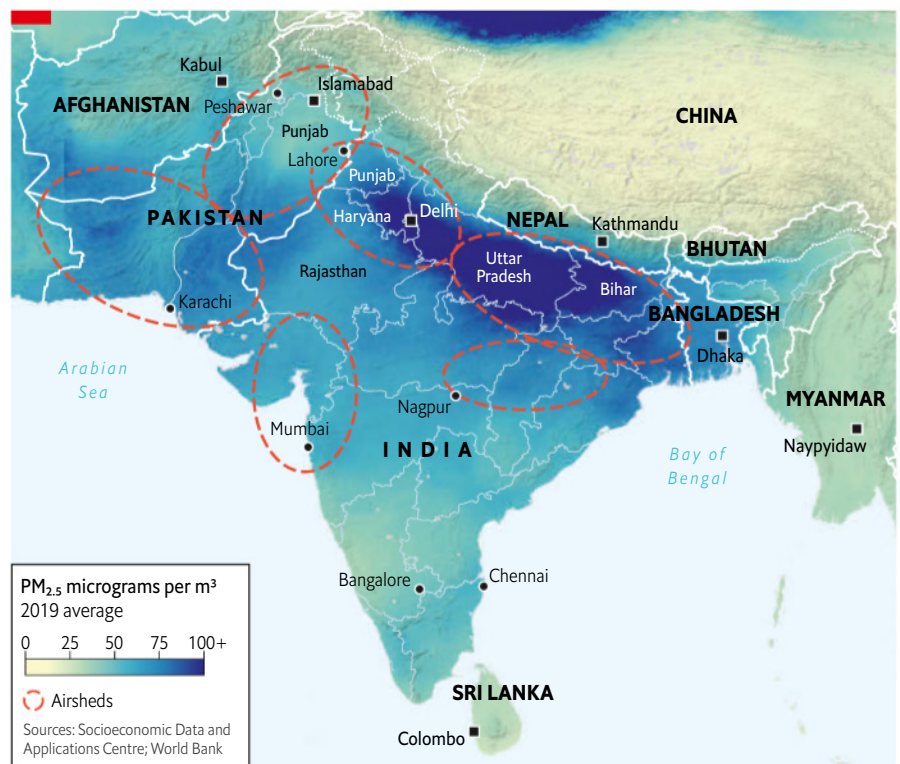 Kabul
Islamabad
AFGHANISTAN
Peshawar
CHINA
Punjab
Lahore
Punjab
PAKISTAN
Haryana
Delhi
NEPAL
Kathmandu
BHUTAN
Rajasthan
Uttar
Pradesh
Bihar
Karachi
BANGLADESH
Dhaka
Arabian
Sea
Nagpur
MYANMAR
Mumbai
INDIA
Naypyidaw
Bay of
Bengal
Bangalore
Chennai
PM₂.₅ micrograms per m³
2019 average
0 25 50 75 100+
Airsheds
Sources: Socioeconomic Data and
Applications Centre; World Bank
SRI LANKA
Colombo